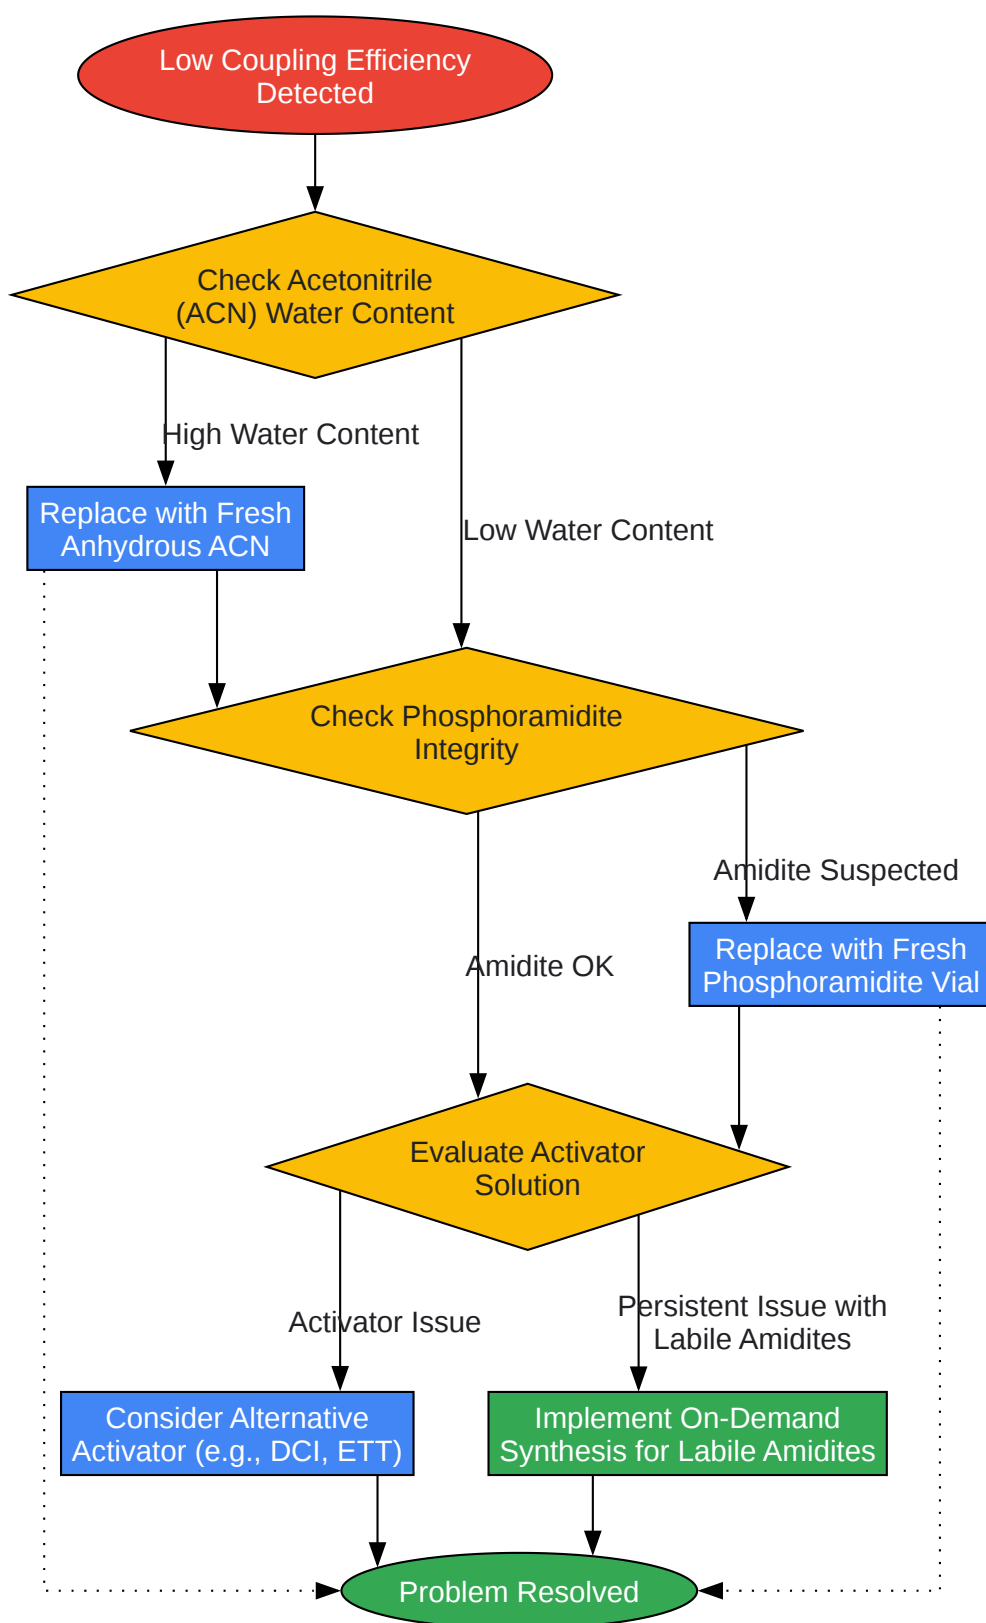 Low Coupling Efficiency
Detected
Check Acetonitrile
(ACN) Water Content
High Water Content
Replace with Fresh
Anhydrous ACN
Low Water Content
Check Phosphoramidite
Integrity
Amidite Suspected
Replace with Fresh
Phosphoramidite Vial
Amidite OK
Evaluate Activator
Solution
Activator Issue
Persistent Issue with
Labile Amidites
Consider Alternative
Activator (e.g., DCI, ETT)
Implement On-Demand
Synthesis for Labile Amidites
Problem Resolved